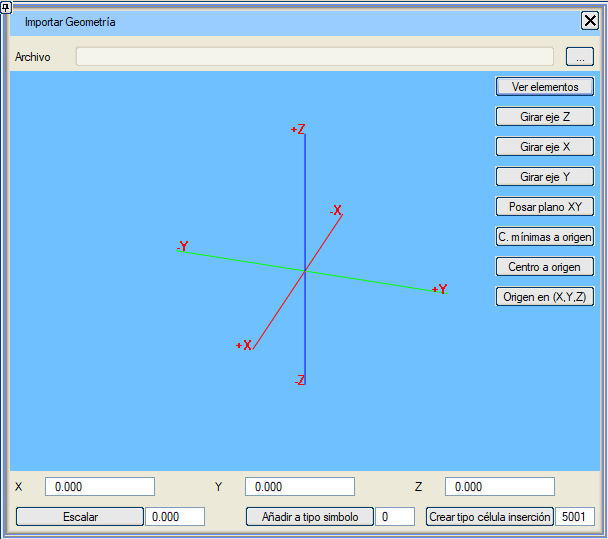 Importar Geometría
Archivo
...
Ver elementos
Girar eje Z
Girar eje X
Girar eje Y
Posar plano XY
C. mínimas a origen
Centro a origen
Origen en (X,Y,Z)
+Z
-X
-Y
+Y
+X
-Z
X 0.000 Y 0.000 Z 0.000
Escalar 0.000 Añadir a tipo simbolo 0 Crear tipo célula inserción 5001